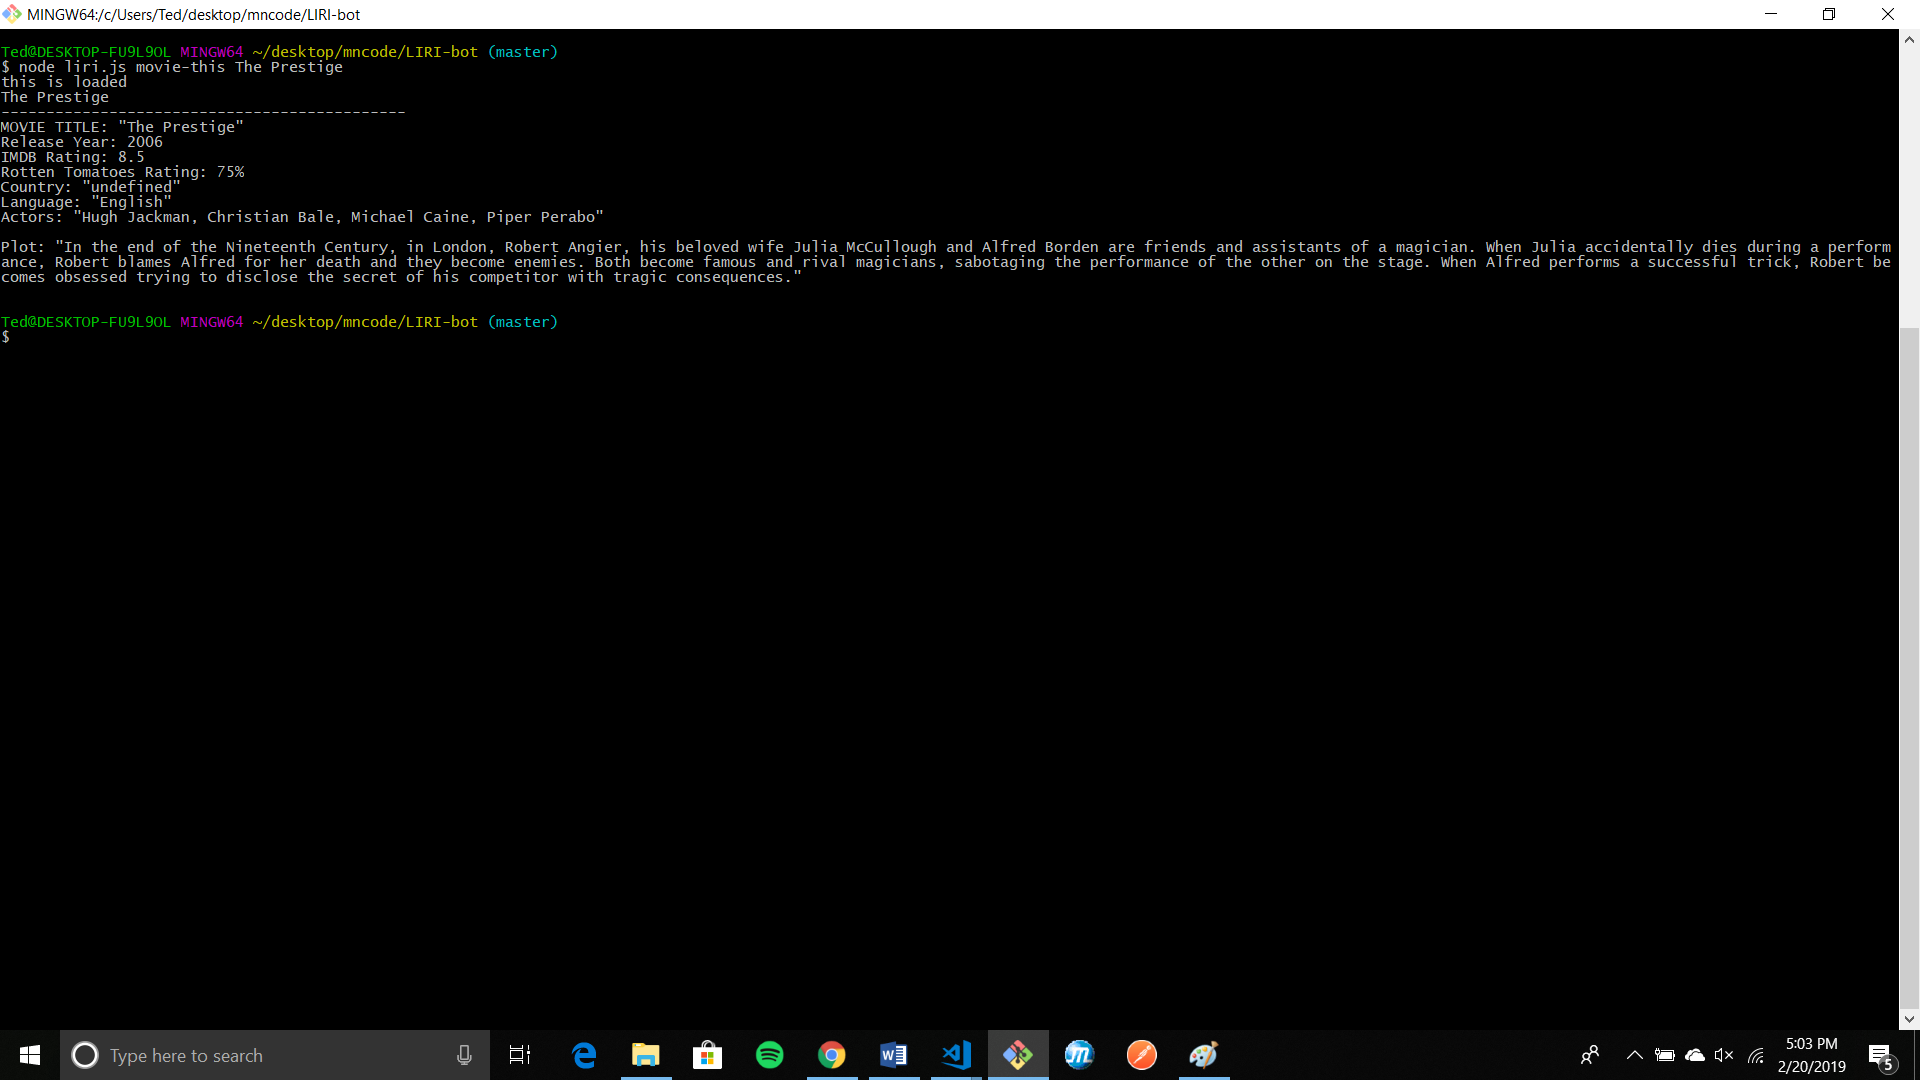 MINGW64:/c/Users/Ted/desktop/mncode/LIRI-bot
Ted@DESKTOP-FU9L9OL MINGW64 ~/desktop/mncode/LIRI-bot (master)
$ node liri.js movie-this The Prestige
this is loaded
The Prestige
---------------------------------------------
MOVIE TITLE: "The Prestige"
Release Year: 2006
IMDB Rating: 8.5
Rotten Tomatoes Rating: 75%
Country: "undefined"
Language: "English"
Actors: "Hugh Jackman, Christian Bale, Michael Caine, Piper Perabo"
Plot: "In the end of the Nineteenth Century, in London, Robert Angier, his beloved wife Julia McCullough and Alfred Borden are friends and assistants of a magician. When Julia accidentally dies during a perform
ance, Robert blames Alfred for her death and they become enemies. Both become famous and rival magicians, sabotaging the performance of the other on the stage. When Alfred performs a successful trick, Robert be
comes obsessed trying to disclose the secret of his competitor with tragic consequences."
Ted@DESKTOP-FU9L9OL MINGW64 ~/desktop/mncode/LIRI-bot (master)
$
Type here to search
5:03 PM
2/20/2019
5